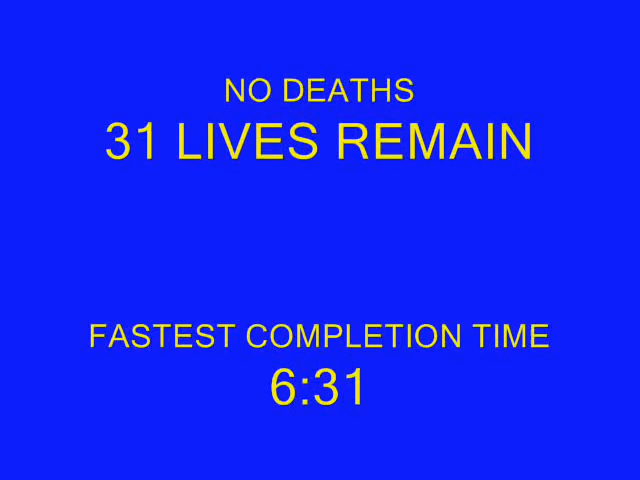 NO DEATHS
31 LIVES REMAIN
FASTEST COMPLETION TIME
6:31